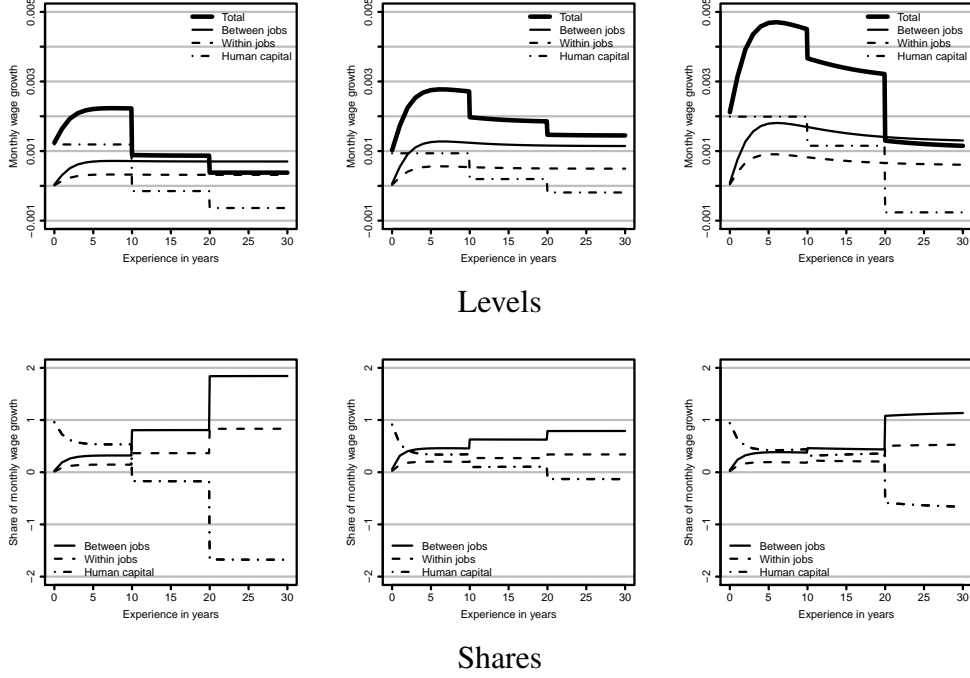 0.005
0.003
0.001
−0.001
Monthly wage growth
Total
Between jobs
Within jobs
Human capital
0 5 10 15 20 25 30
Experience in years
0.005
0.003
0.001
−0.001
Monthly wage growth
Total
Between jobs
Within jobs
Human capital
0 5 10 15 20 25 30
Experience in years
0.005
0.003
0.001
−0.001
Monthly wage growth
Total
Between jobs
Within jobs
Human capital
0 5 10 15 20 25 30
Experience in years
Levels
2
1
0
−1
−2
Share of monthly wage growth
Between jobs
Within jobs
Human capital
0 5 10 15 20 25 30
Experience in years
2
1
0
−1
−2
Share of monthly wage growth
Between jobs
Within jobs
Human capital
0 5 10 15 20 25 30
Experience in years
2
1
0
−1
−2
Share of monthly wage growth
Between jobs
Within jobs
Human capital
0 5 10 15 20 25 30
Experience in years
Shares